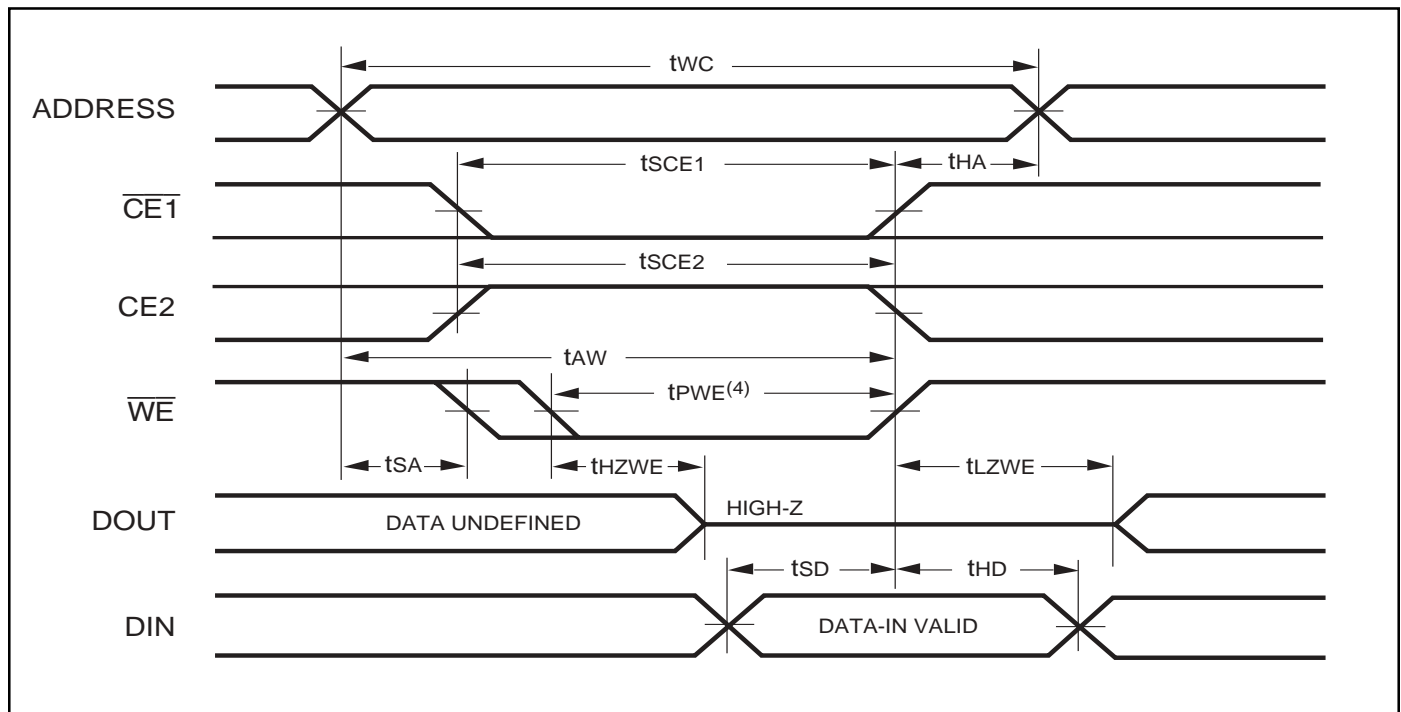 tWC
ADDRESS
tSCE1
tHA
CE1
tSCE2
CE2
tAW
tPWE(4)
WE
tSA
tHZWE
tLZWE
HIGH-Z
DOUT
DATA UNDEFINED
tSD
tHD
DIN
DATA-IN VALID